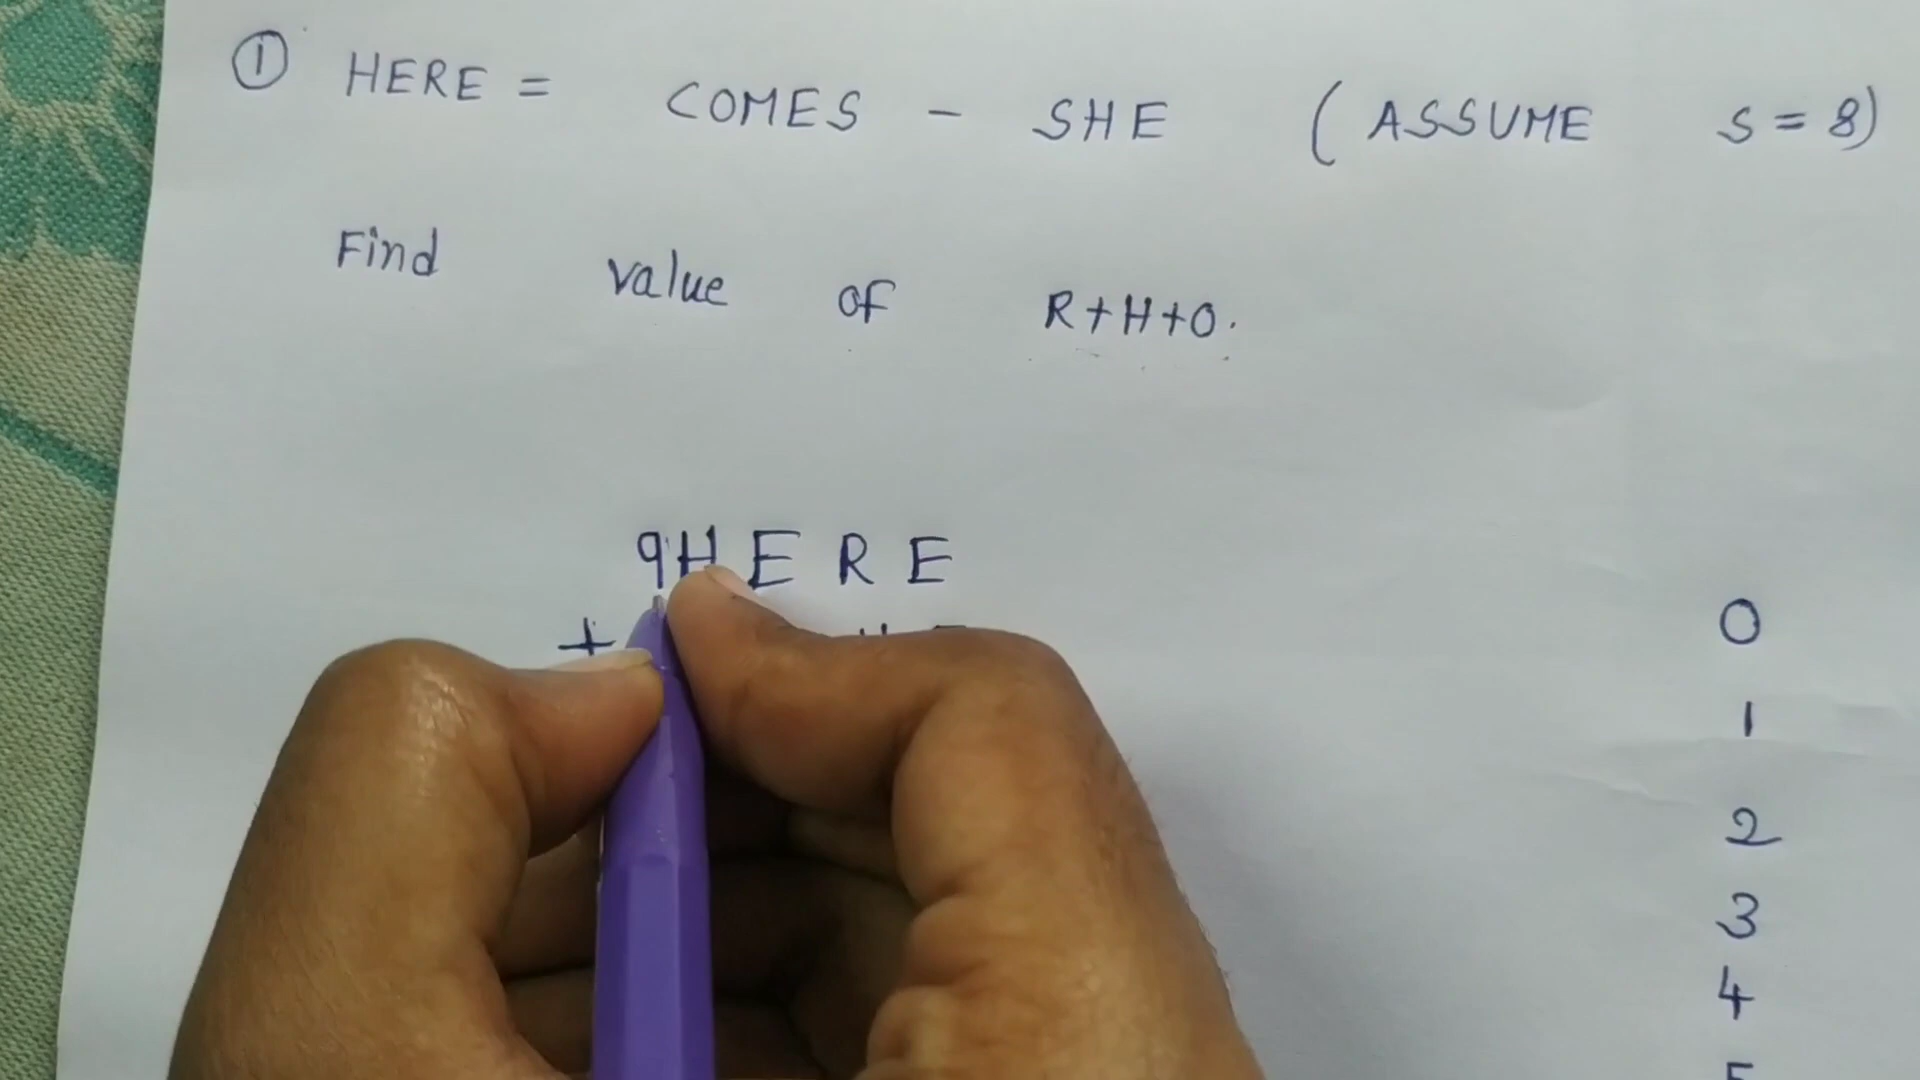 ① HERE = COMES - SHE (ASSUME S = 8)
Find value of R+H+O.
9HERE
+
0
1
2
3
4